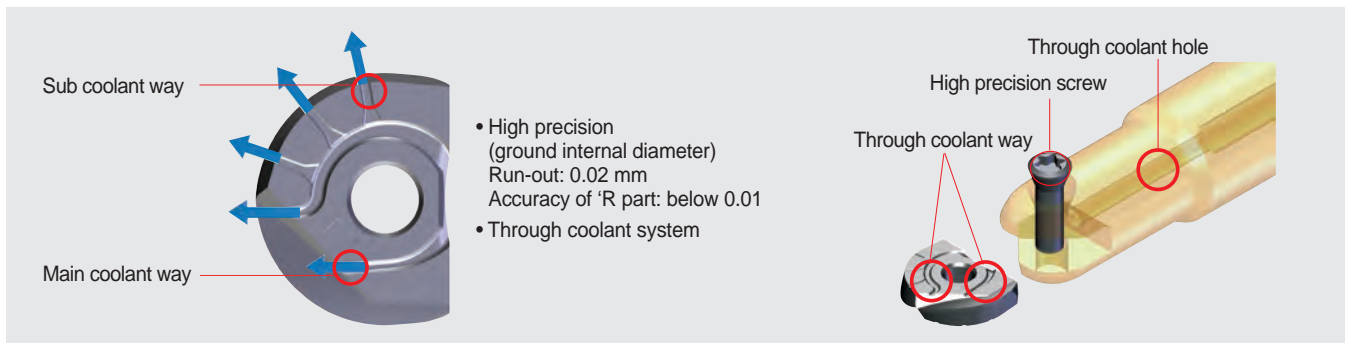 Sub coolant way
Main coolant way
• High precision
(ground internal diameter)
Run-out: 0.02 mm
Accuracy of ‘R part: below 0.01
• Through coolant system
Through coolant hole
High precision screw
Through coolant way